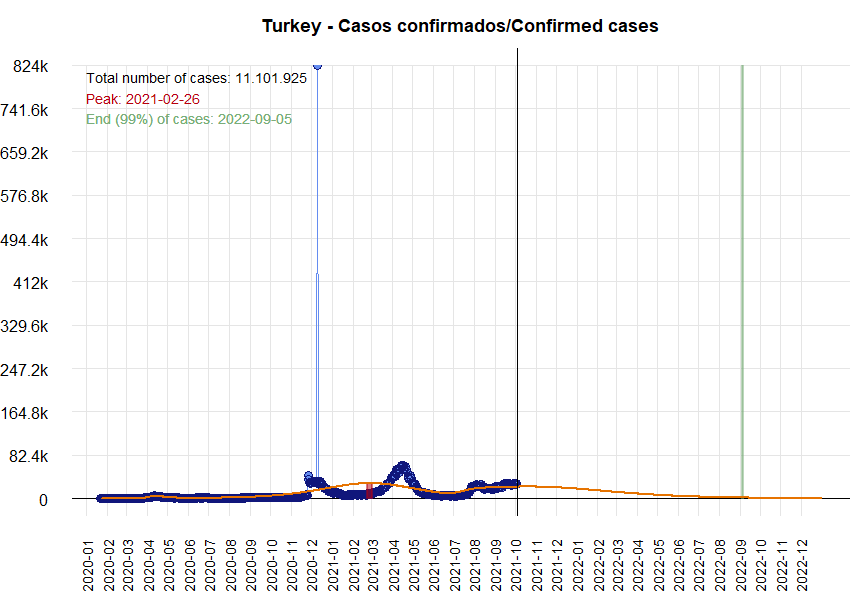 Turkey - Casos confirmados/Confirmed cases
824k
Total number of cases: 11.101.925
Peak: 2021-02-26
741.6k
End (99%) of cases: 2022-09-05
659.2k
576.8k
494.4k
412k
329.6k
247.2k
164.8k
82.4k
0
2020-01
2020-02
2020-03
2020-04
2020-05
2020-06
2020-07
2020-08
2020-09
2020-10
2020-11
2020-12
2021-01
2021-02
2021-03
2021-04
2021-05
2021-06
2021-07
2021-08
2021-09
2021-10
2021-11
2021-12
2022-01
2022-02
2022-03
2022-04
2022-05
2022-06
2022-07
2022-08
2022-09
2022-10
2022-11
2022-12